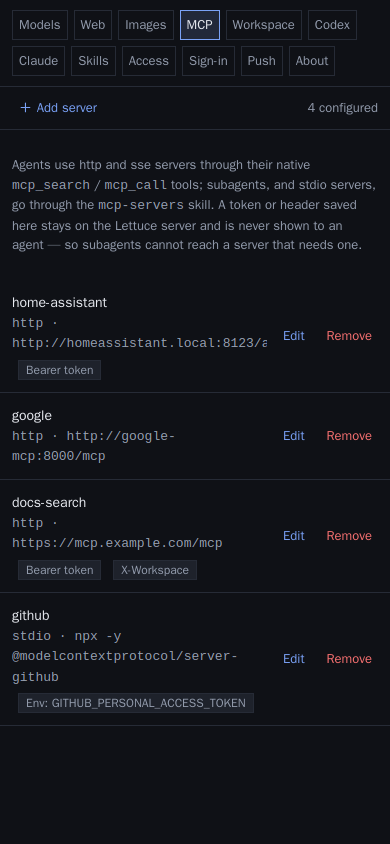 Models Web Images MCP Workspace Codex
Claude Skills Access Sign-in Push About
+ Add server 4 configured
Agents use http and sse servers through their native
mcp_search / mcp_call tools; subagents, and stdio servers,
go through the mcp-servers skill. A token or header saved
here stays on the Lettuce server and is never shown to an
agent — so subagents cannot reach a server that needs one.
home-assistant
http ·
http://homeassistant.local:8123/a
Edit Remove
Bearer token
google
http · http://google-
mcp:8000/mcp
Edit Remove
docs-search
http ·
https://mcp.example.com/mcp
Edit Remove
Bearer token X-Workspace
github
stdio · npx -y
@modelcontextprotocol/server-
github
Edit Remove
Env: GITHUB_PERSONAL_ACCESS_TOKEN